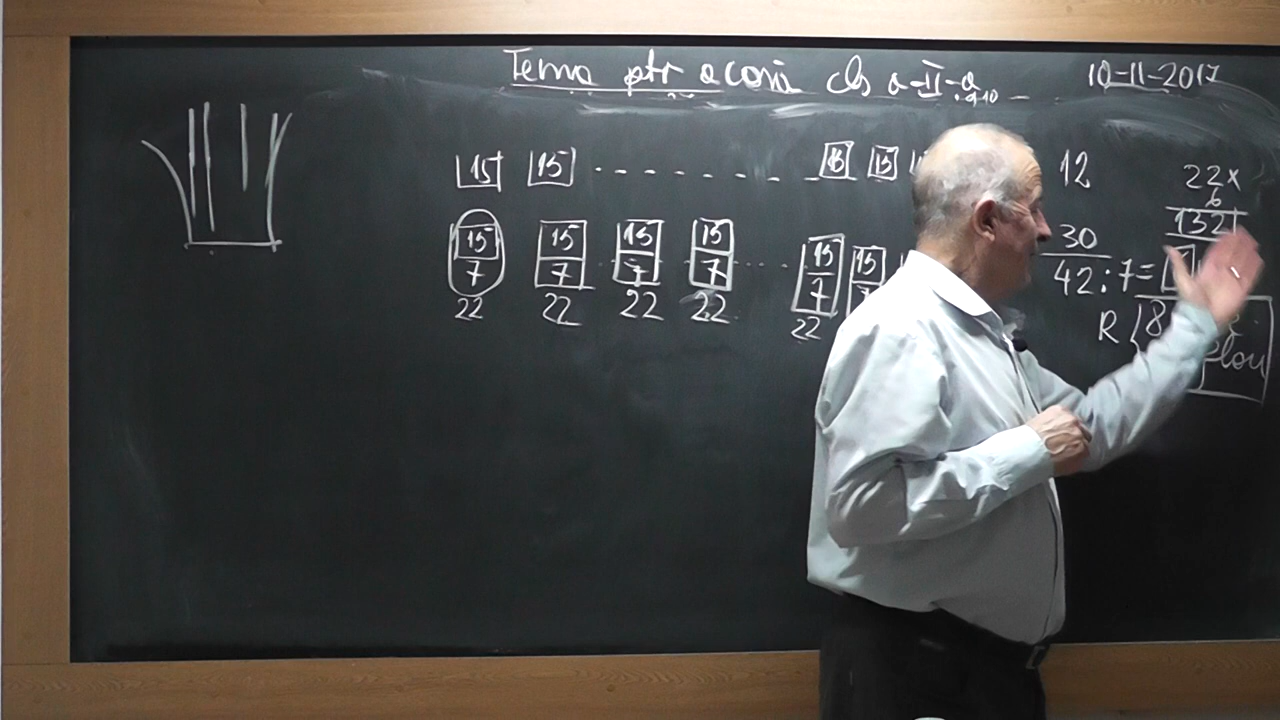 Tema ptr acasă cls a-II-a 10-11-2017
15 15 . . . . . . . 15 15 12
22x
6
132
15 15 15 15 15 15 30
7 7 7 7 7 42:7=
22 22 22 22 22 R 8